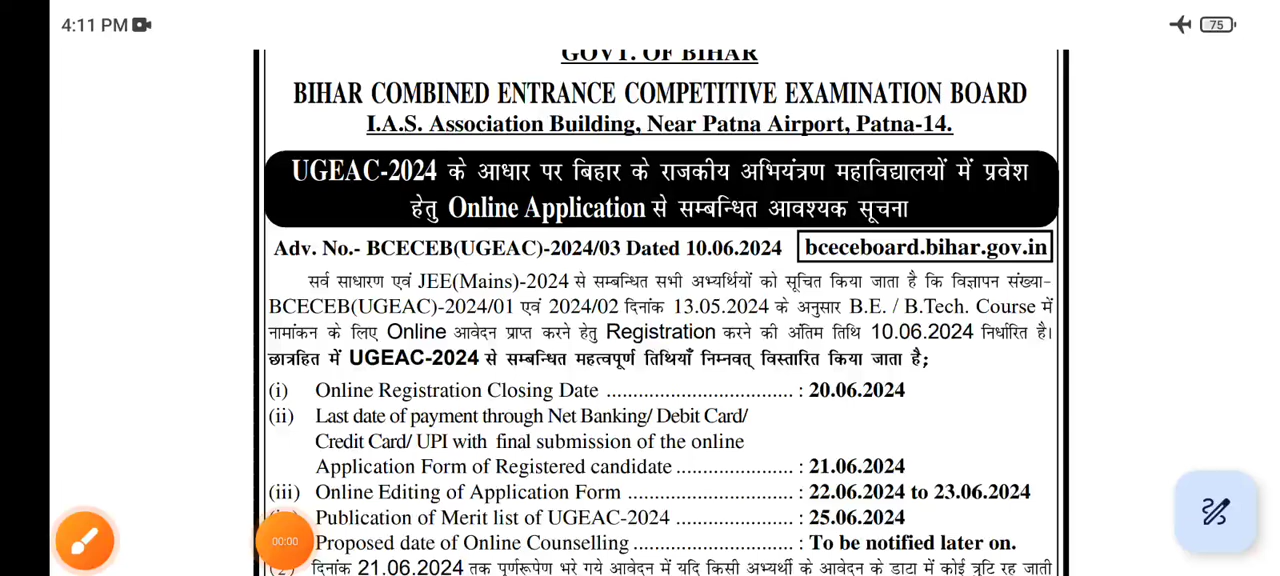 4:11 PM
75
GOVT. OF BIHAR
BIHAR COMBINED ENTRANCE COMPETITIVE EXAMINATION BOARD
I.A.S. Association Building, Near Patna Airport, Patna-14.
UGEAC-2024 के आधार पर बिहार के राजकीय अभियंत्रण महाविद्यालयों में प्रवेश
हेतु Online Application से सम्बन्धित आवश्यक सूचना
Adv. No.- BCECEB(UGEAC)-2024/03 Dated 10.06.2024 bceceboard.bihar.gov.in
सर्व साधारण एवं JEE(Mains)-2024 से सम्बन्धित सभी अभ्यर्थियों को सूचित किया जाता है कि विज्ञापन संख्या-
BCECEB(UGEAC)-2024/01 एवं 2024/02 दिनांक 13.05.2024 के अनुसार B.E. / B.Tech. Course में
नामांकन के लिए Online आवेदन प्राप्त करने हेतु Registration करने की अंतिम तिथि 10.06.2024 निर्धारित है।
छात्रहित में UGEAC-2024 से सम्बन्धित महत्वपूर्ण तिथियाँ निम्नवत् विस्तारित किया जाता है;
(i) Online Registration Closing Date .................................. : 20.06.2024
(ii) Last date of payment through Net Banking/ Debit Card/
Credit Card/ UPI with final submission of the online
Application Form of Registered candidate ..................... : 21.06.2024
(iii) Online Editing of Application Form .............................. : 22.06.2024 to 23.06.2024
Publication of Merit list of UGEAC-2024 ..................... : 25.06.2024
00:00 Proposed date of Online Counselling ............................. : To be notified later on.
(2) दिनांक 21.06.2024 तक पूर्णरूपेण भरे गये आवेदन में यदि किसी अभ्यर्थी के आवेदन के डाटा में कोई त्रुटि रह जाती